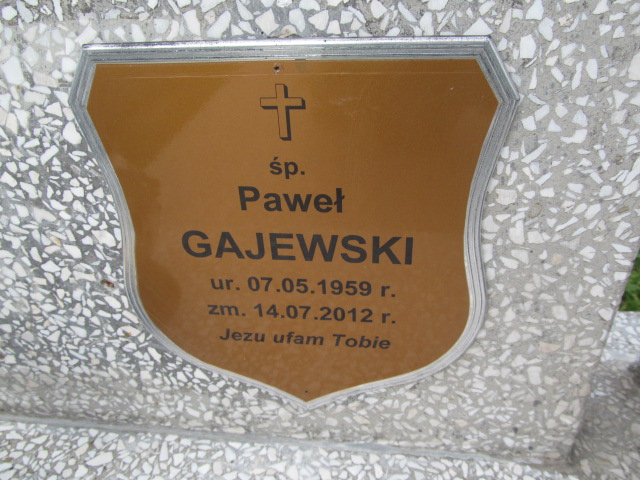 śp.
Paweł
GAJEWSKI
ur. 07.05.1959 r.
zm. 14.07.2012 r.
Jezu ufam Tobie